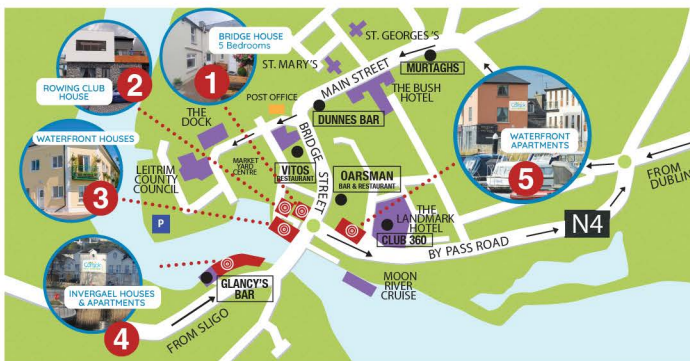 BRIDGE HOUSE
5 Bedrooms
1
2
ROWING CLUB
HOUSE
ST. GEORGES'S
ST. MARY'S
MURTAGHS
MAIN STREET
THE BUSH
HOTEL
POST OFFICE
DUNNES BAR
THE
DOCK
WATERFRONT HOUSES
3
LEITRIM
COUNTY
COUNCIL
MARKET
YARD
CENTRE
VITOS
RESTAURANT
BRIDGE STREET
OARSMAN
BAR & RESTAURANT
WATERFRONT
APARTMENTS
5
FROM
DUBLIN
P
THE
LANDMARK
HOTEL
CLUB 360
N4
BY PASS ROAD
MOON
RIVER
CRUISE
GLANCY'S
BAR
INVERGAEL HOUSES
& APARTMENTS
4
FROM SLIGO